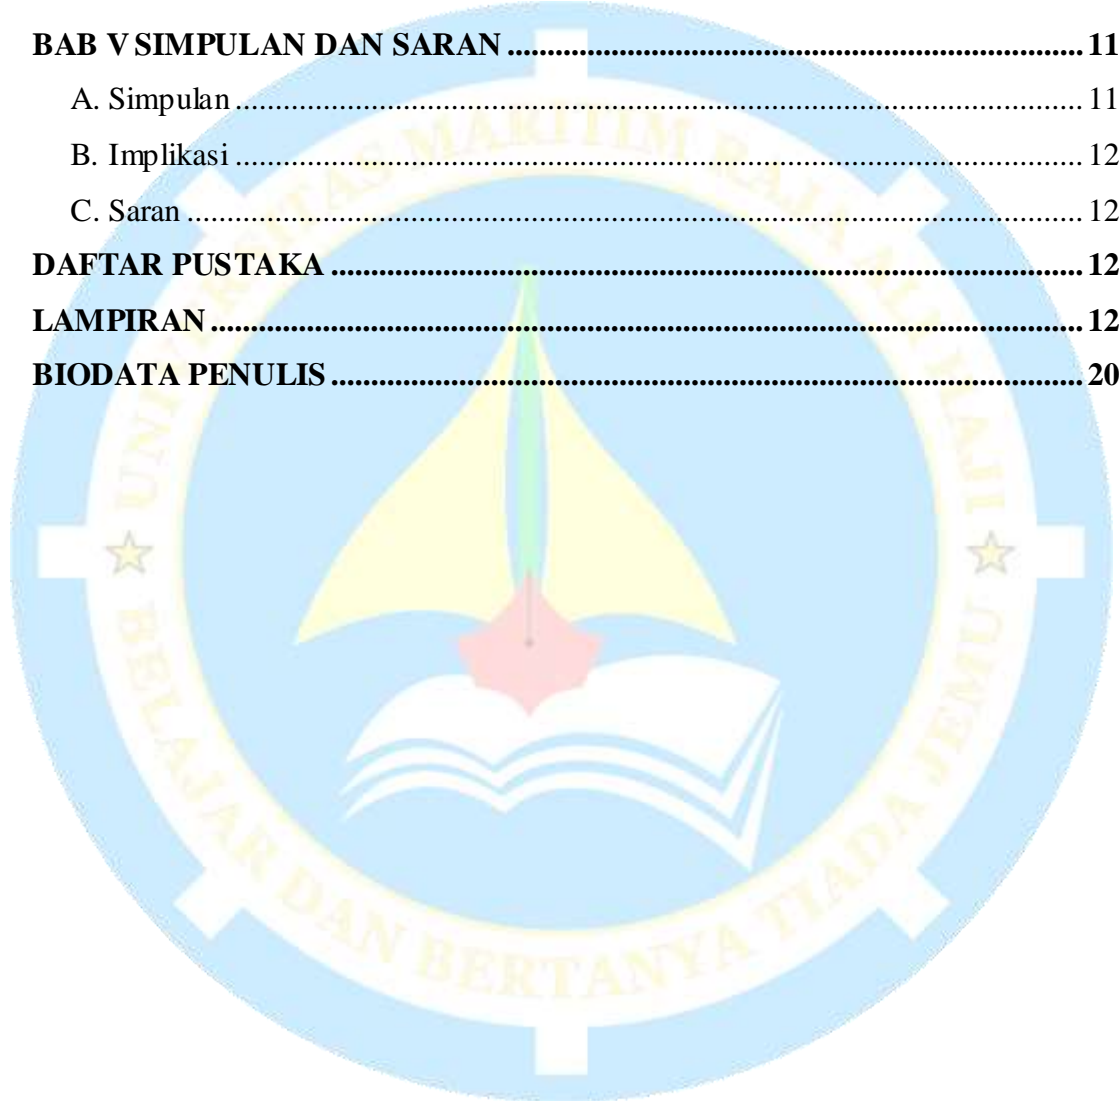 BAB V SIMPULAN DAN SARAN ........................................................................ 11
A. Simpulan ........................................................................................................... 11
B. Implikasi ........................................................................................................... 12
C. Saran ................................................................................................................. 12
DAFTAR PUSTAKA .............................................................................................. 12
LAMPIRAN ............................................................................................................. 12
BIODATA PENULIS .............................................................................................. 20
UNIVERSITAS MARITIM RAJA ALI HAJI
BELAJAR DAN BERTANYA TIADA JEMU